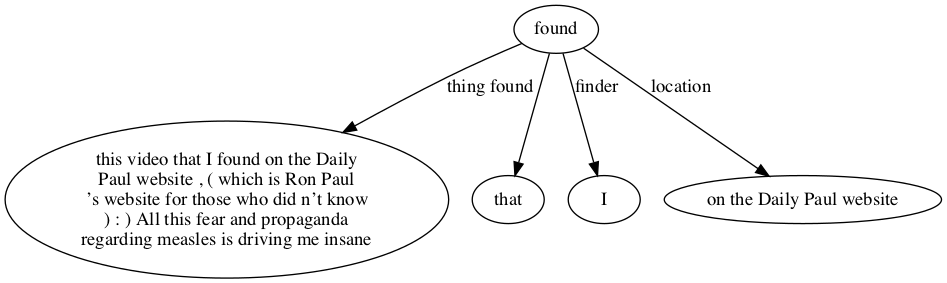 found
thing found
finder
location
this video that I found on the Daily
Paul website , ( which is Ron Paul
’s website for those who did n’t know
) : ) All this fear and propaganda
regarding measles is driving me insane
that
I
on the Daily Paul website